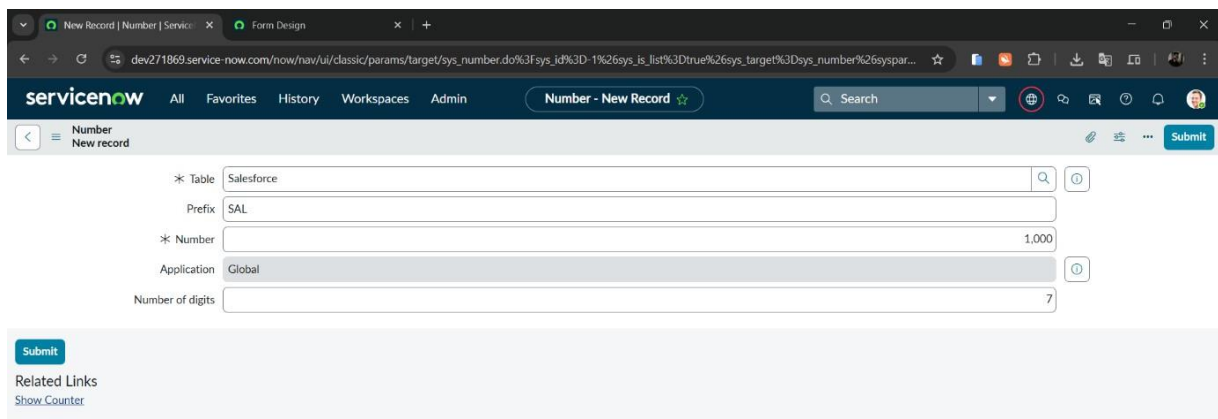 New Record | Number | Service
Form Design
dev271869.service-now.com/now/nav/ui/classic/params/target/sys_number.do%3Fsys_id%3D-1%26sys_is_list%3Dtrue%26sys_target%3Dsys_number%26syspar...
servicenow All Favorites History Workspaces Admin Number - New Record Search
Number
New record
Submit
* Table Salesforce
Prefix SAL
* Number 1,000
Application Global
Number of digits 7
Submit
Related Links
Show Counter